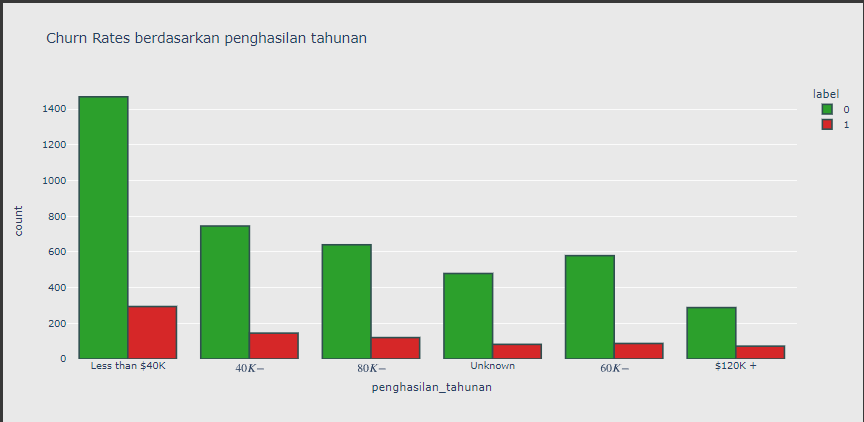 Churn Rates berdasarkan penghasilan tahunan
label
0
1
1400
1200
1000
800
600
400
200
0
count
Less than $40K
40K−
80K−
Unknown
60K−
$120K +
penghasilan_tahunan